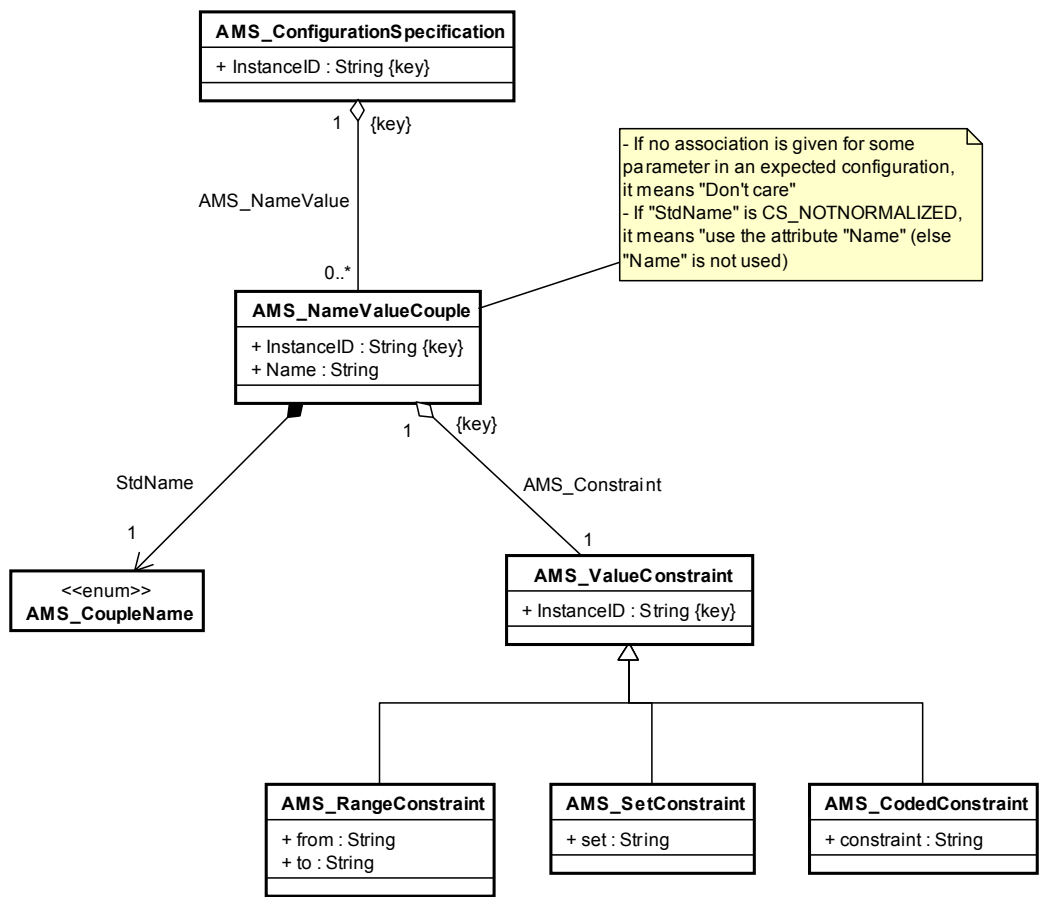 AMS_ConfigurationSpecification
+ InstanceID : String {key}
1 {key}
AMS_NameValue
0..*
- If no association is given for some
parameter in an expected configuration,
it means "Don't care"
- If "StdName" is CS_NOTNORMALIZED,
it means "use the attribute "Name" (else
"Name" is not used)
AMS_NameValueCouple
+ InstanceID : String {key}
+ Name : String
1 {key}
StdName
1
AMS_Constraint
1
<<enum>>
AMS_CoupleName
AMS_ValueConstraint
+ InstanceID : String {key}
AMS_RangeConstraint
+ from : String
+ to : String
AMS_SetConstraint
+ set : String
AMS_CodedConstraint
+ constraint : String